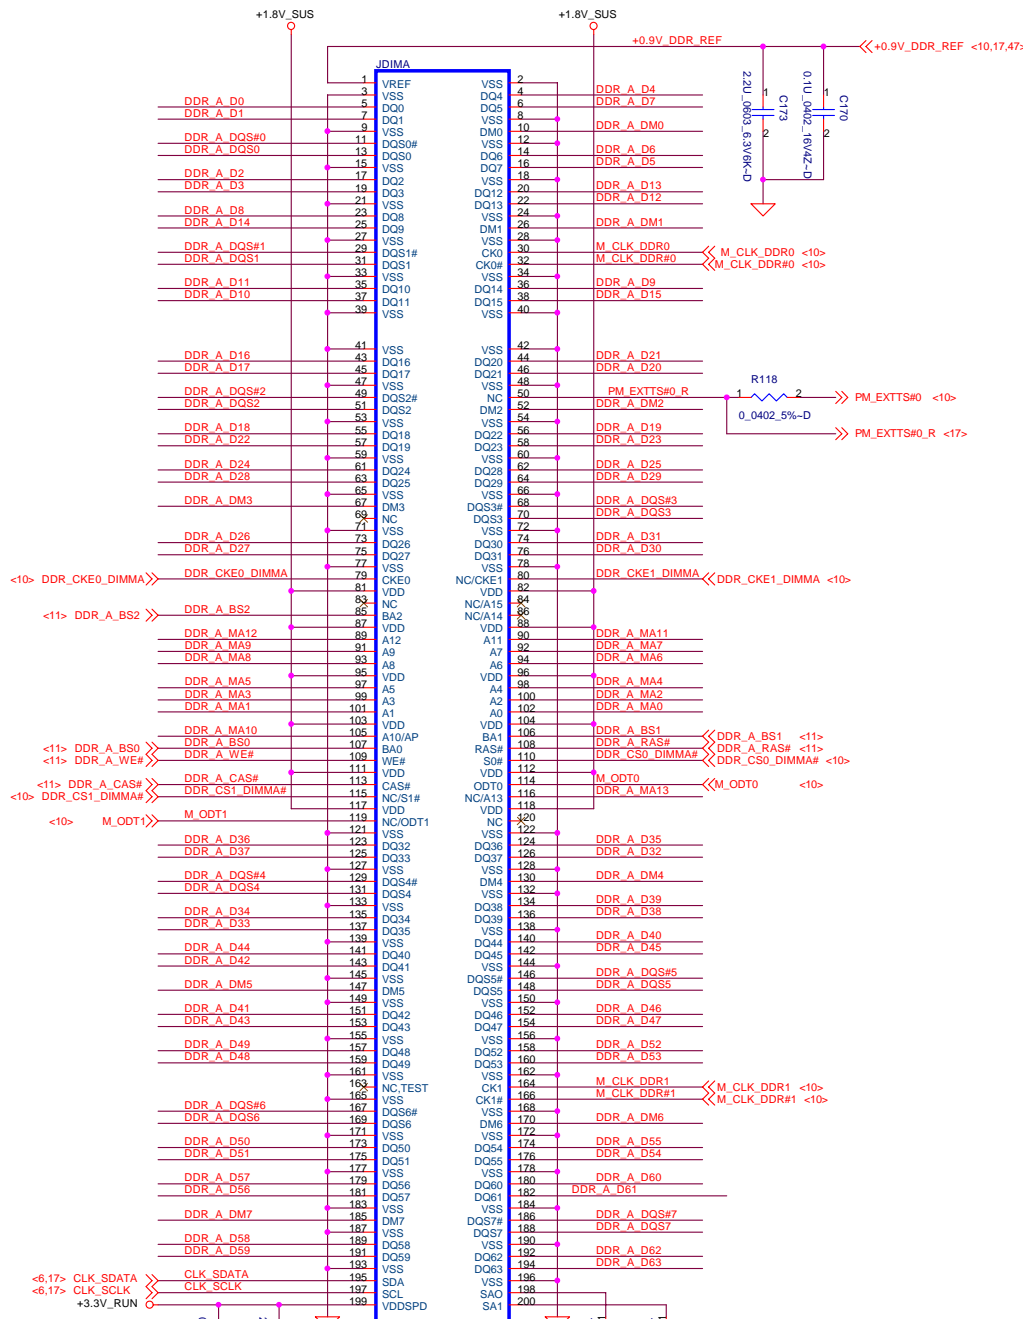 +1.8V_SUS +1.8V_SUS
+0.9V_DDR_REF
+0.9V_DDR_REF <10,17,47>
JDIMA
1 VREF VSS 2
3 VSS DQ4 4 DDR_A_D4
DDR_A_D0 5 DQ0 DQ5 6 DDR_A_D7
DDR_A_D1 7 DQ1 VSS 8
9 VSS DM0 10 DDR_A_DM0
DDR_A_DQS#0 11 DQS0# VSS 12
DDR_A_DQS0 13 DQS0 DQ6 14 DDR_A_D6
15 VSS DQ7 16 DDR_A_D5
DDR_A_D2 17 DQ2 VSS 18
DDR_A_D3 19 DQ3 DQ12 20 DDR_A_D13
21 VSS DQ13 22 DDR_A_D12
DDR_A_D8 23 DQ8 VSS 24
DDR_A_D14 25 DQ9 DM1 26 DDR_A_DM1
27 VSS VSS 28
DDR_A_DQS#1 29 DQS1# CK0 30 M_CLK_DDR0 M_CLK_DDR0 <10>
DDR_A_DQS1 31 DQS1 CK0# 32 M_CLK_DDR#0 M_CLK_DDR#0 <10>
33 VSS VSS 34
DDR_A_D11 35 DQ10 DQ14 36 DDR_A_D9
DDR_A_D10 37 DQ11 DQ15 38 DDR_A_D15
39 VSS VSS 40
41 VSS VSS 42
DDR_A_D16 43 DQ16 DQ20 44 DDR_A_D21
DDR_A_D17 45 DQ17 DQ21 46 DDR_A_D20
47 VSS VSS 48
DDR_A_DQS#2 49 DQS2# NC 50 PM_EXTTS#0_R
DDR_A_DQS2 51 DQS2 DM2 52 DDR_A_DM2
53 VSS VSS 54
DDR_A_D18 55 DQ18 DQ22 56 DDR_A_D19
DDR_A_D22 57 DQ19 DQ23 58 DDR_A_D23
59 VSS VSS 60
DDR_A_D24 61 DQ24 DQ28 62 DDR_A_D25
DDR_A_D28 63 DQ25 DQ29 64 DDR_A_D29
65 VSS VSS 66
DDR_A_DM3 67 DM3 DQS3# 68 DDR_A_DQS#3
69 NC DQS3 70 DDR_A_DQS3
71 VSS VSS 72
DDR_A_D26 73 DQ26 DQ30 74 DDR_A_D31
DDR_A_D27 75 DQ27 DQ31 76 DDR_A_D30
77 VSS VSS 78
<10> DDR_CKE0_DIMMA DDR_CKE0_DIMMA 79 CKE0 NC/CKE1 80 DDR_CKE1_DIMMA DDR_CKE1_DIMMA <10>
81 VDD VDD 82
83 NC NC/A15 84
<11> DDR_A_BS2 DDR_A_BS2 85 BA2 NC/A14 86
87 VDD VDD 88
DDR_A_MA12 89 A12 A11 90 DDR_A_MA11
DDR_A_MA9 91 A9 A7 92 DDR_A_MA7
DDR_A_MA8 93 A8 A6 94 DDR_A_MA6
95 VDD VDD 96
DDR_A_MA5 97 A5 A4 98 DDR_A_MA4
DDR_A_MA3 99 A3 A2 100 DDR_A_MA2
DDR_A_MA1 101 A1 A0 102 DDR_A_MA0
103 VDD VDD 104
DDR_A_MA10 105 A10/AP BA1 106 DDR_A_BS1 DDR_A_BS1 <11>
<11> DDR_A_BS0 DDR_A_BS0 107 BA0 RAS# 108 DDR_A_RAS# DDR_A_RAS# <11>
<11> DDR_A_WE# DDR_A_WE# 109 WE# S0# 110 DDR_CS0_DIMMA# DDR_CS0_DIMMA# <10>
111 VDD VDD 112
<11> DDR_A_CAS# DDR_A_CAS# 113 CAS# ODT0 114 M_ODT0 M_ODT0 <10>
<10> DDR_CS1_DIMMA# DDR_CS1_DIMMA# 115 NC/S1# NC/A13 116 DDR_A_MA13
117 VDD VDD 118
<10> M_ODT1 M_ODT1 119 NC/ODT1 NC 120
121 VSS VSS 122
DDR_A_D36 123 DQ32 DQ36 124 DDR_A_D35
DDR_A_D37 125 DQ33 DQ37 126 DDR_A_D32
127 VSS VSS 128
DDR_A_DQS#4 129 DQS4# DM4 130 DDR_A_DM4
DDR_A_DQS4 131 DQS4 VSS 132
133 VSS DQ38 134 DDR_A_D39
DDR_A_D34 135 DQ34 DQ39 136 DDR_A_D38
DDR_A_D33 137 DQ35 VSS 138
139 VSS DQ44 140 DDR_A_D40
DDR_A_D44 141 DQ40 DQ45 142 DDR_A_D45
DDR_A_D42 143 DQ41 VSS 144
145 VSS DQS5# 146 DDR_A_DQS#5
DDR_A_DM5 147 DM5 DQS5 148 DDR_A_DQS5
149 VSS VSS 150
DDR_A_D41 151 DQ42 DQ46 152 DDR_A_D46
DDR_A_D43 153 DQ43 DQ47 154 DDR_A_D47
155 VSS VSS 156
DDR_A_D49 157 DQ48 DQ52 158 DDR_A_D52
DDR_A_D48 159 DQ49 DQ53 160 DDR_A_D53
161 VSS VSS 162
163 NC,TEST CK1 164 M_CLK_DDR1 M_CLK_DDR1 <10>
165 VSS CK1# 166 M_CLK_DDR#1 M_CLK_DDR#1 <10>
DDR_A_DQS#6 167 DQS6# VSS 168
DDR_A_DQS6 169 DQS6 DM6 170 DDR_A_DM6
171 VSS VSS 172
DDR_A_D50 173 DQ50 DQ54 174 DDR_A_D55
DDR_A_D51 175 DQ51 DQ55 176 DDR_A_D54
177 VSS VSS 178
DDR_A_D57 179 DQ56 DQ60 180 DDR_A_D60
DDR_A_D56 181 DQ57 DQ61 182 DDR_A_D61
183 VSS VSS 184
DDR_A_DM7 185 DM7 DQS7# 186 DDR_A_DQS#7
187 VSS DQS7 188 DDR_A_DQS7
DDR_A_D58 189 DQ58 VSS 190
DDR_A_D59 191 DQ59 DQ62 192 DDR_A_D62
193 VSS DQ63 194 DDR_A_D63
<6,17> CLK_SDATA CLK_SDATA 195 SDA VSS 196
<6,17> CLK_SCLK CLK_SCLK 197 SCL SAO 198
+3.3V_RUN 199 VDDSPD SA1 200
2.2U_0603_6.3V6K~D
1 C173 2
0.1U_0402_16V4Z~D
1 C170 2
R118
1 2 PM_EXTTS#0 <10>
0_0402_5%~D
PM_EXTTS#0_R <17>